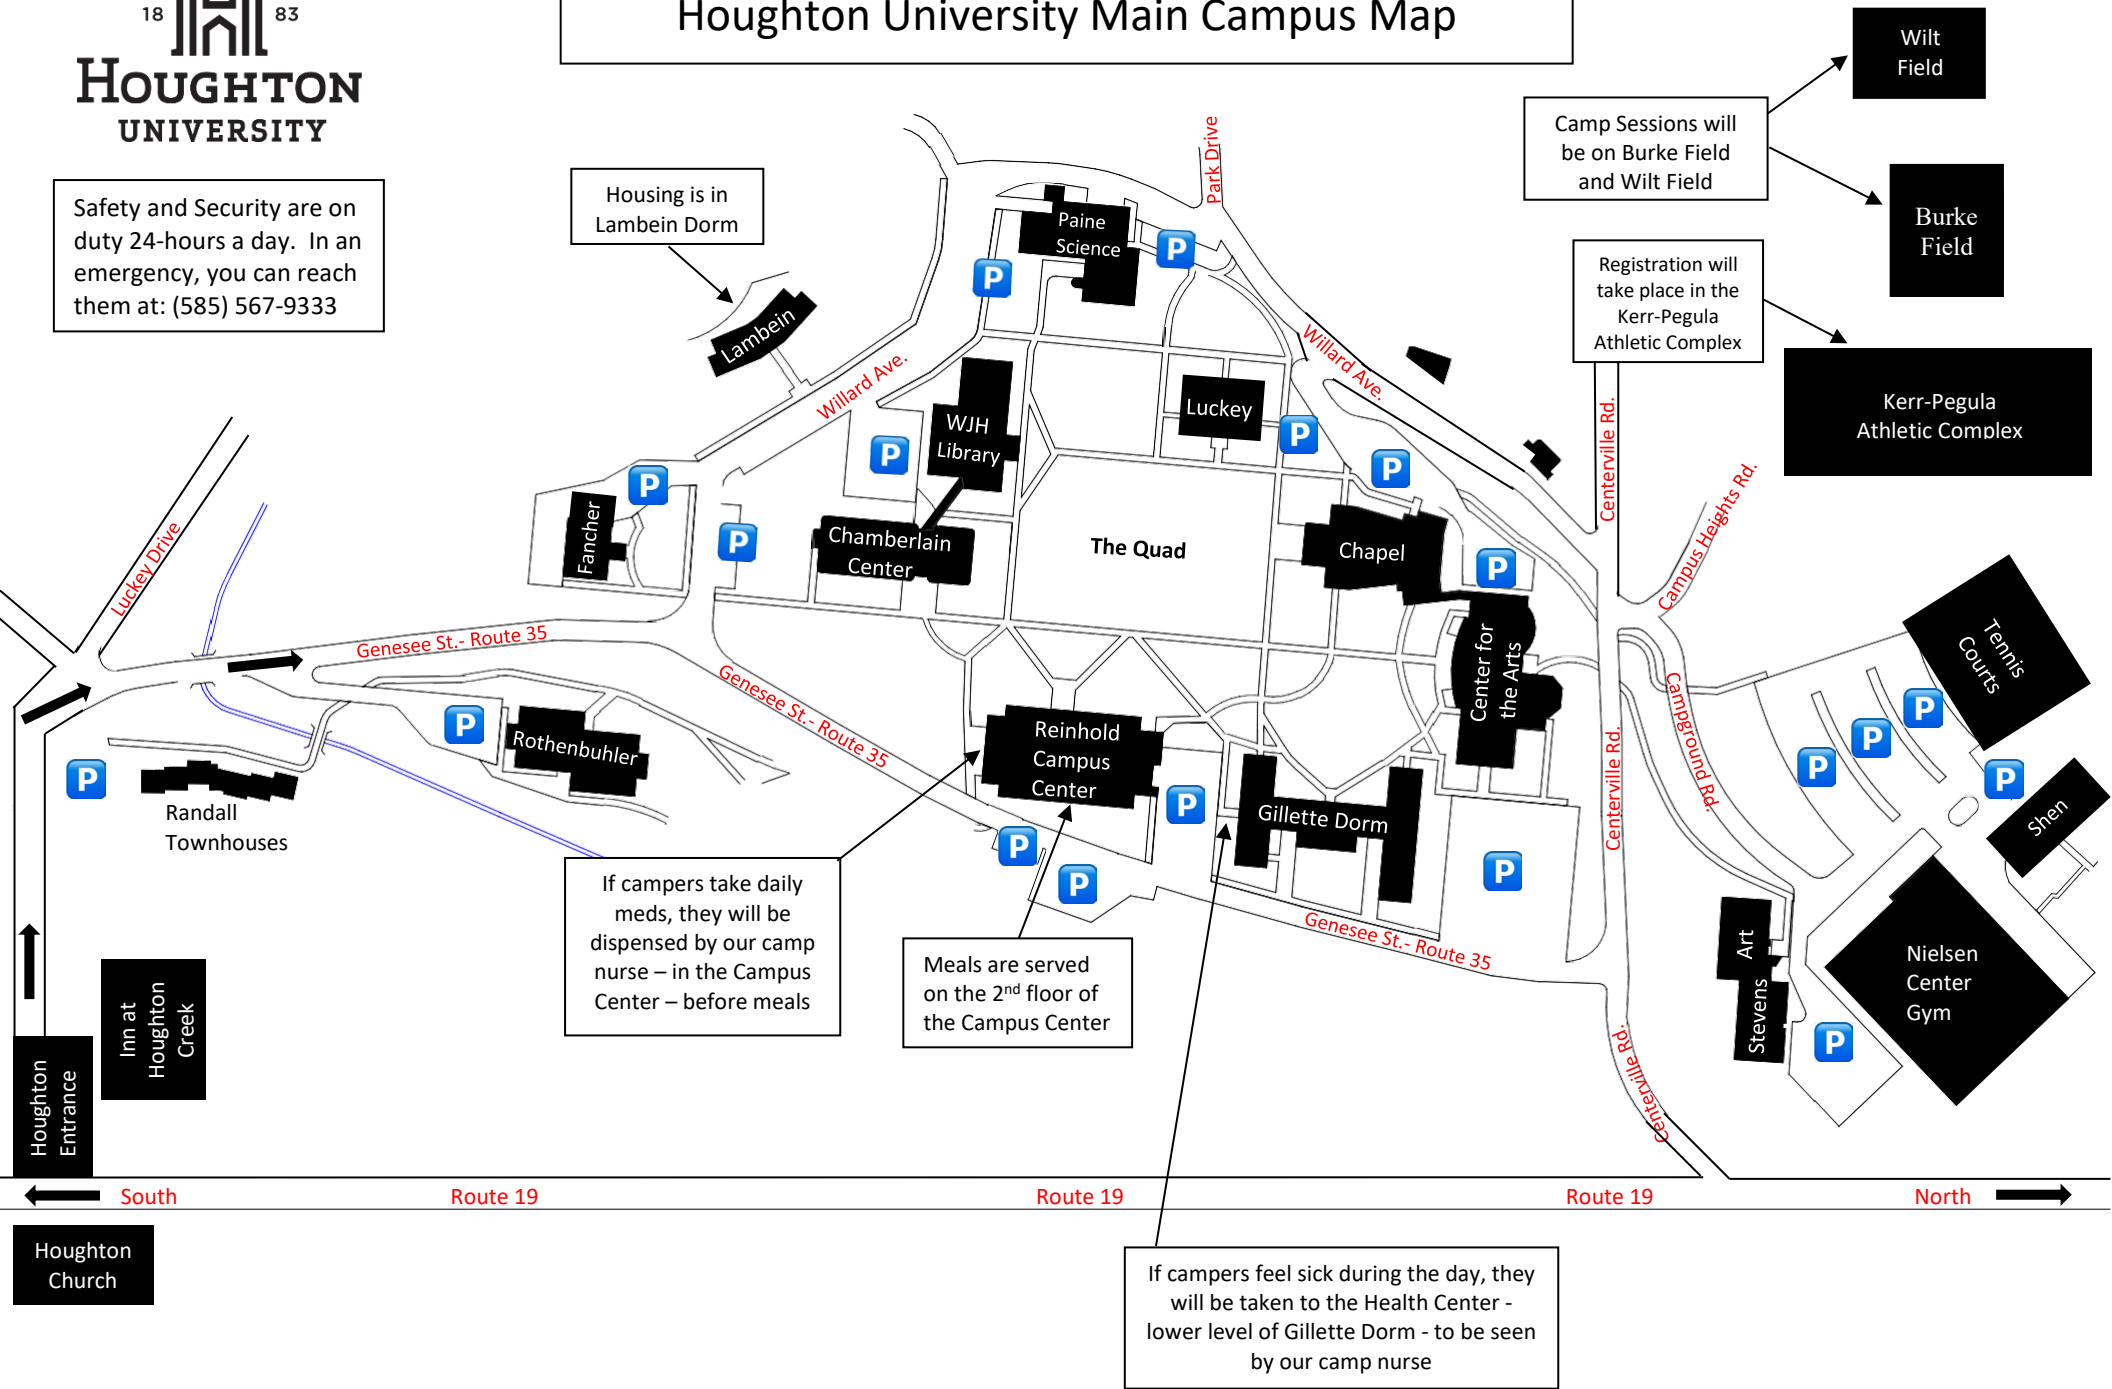 Houghton University Main Campus Map
18 83
HOUGHTON
UNIVERSITY
Safety and Security are on
duty 24-hours a day.  In an
emergency, you can reach
them at: (585) 567-9333
Housing is in
Lambein Dorm
Camp Sessions will
be on Burke Field
and Wilt Field
Wilt
Field
Burke
Field
Registration will
take place in the
Kerr-Pegula
Athletic Complex
Kerr-Pegula
Athletic Complex
Park Drive
Paine
Science
P
P
Lambein
Willard Ave.
Willard Ave.
WJH
Library
Luckey
P
P
P
P
Centerville Rd.
Campus Heights Rd.
Luckey Drive
Fancher
P
Chamberlain
Center
The Quad
Chapel
P
Genesee St.- Route 35
Genesee St.- Route 35
Center for
the Arts
Tennis
Courts
Campground Rd.
Centerville Rd.
P
P
P
P
Shen
P
Randall
Townhouses
P
Rothenbuhler
Reinhold
Campus
Center
P
Gillette Dorm
P
P
P
Genesee St.- Route 35
If campers take daily
meds, they will be
dispensed by our camp
nurse – in the Campus
Center – before meals
Meals are served
on the 2nd floor of
the Campus Center
Art
Stevens
Nielsen
Center
Gym
P
Inn at
Houghton
Creek
Houghton
Entrance
Centerville Rd.
South
Route 19
Route 19
Route 19
North
Houghton
Church
If campers feel sick during the day, they
will be taken to the Health Center -
lower level of Gillette Dorm - to be seen
by our camp nurse